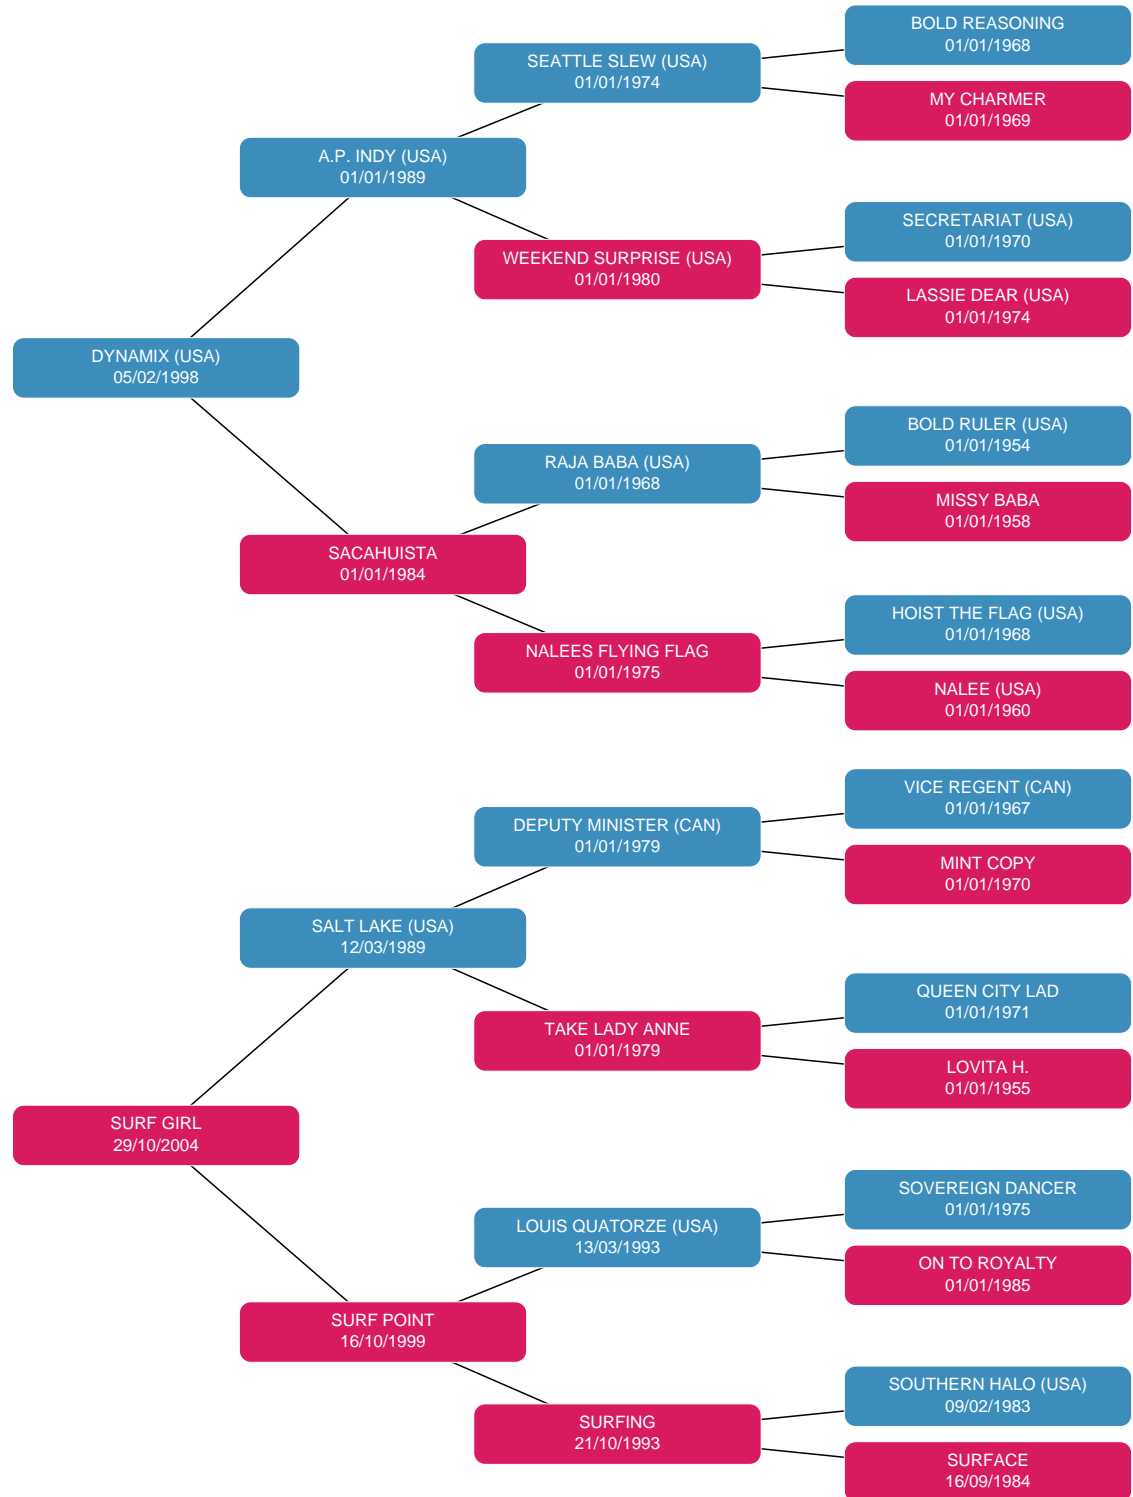 BOLD REASONING
01/01/1968
SEATTLE SLEW (USA)
01/01/1974
MY CHARMER
01/01/1969
A.P. INDY (USA)
01/01/1989
SECRETARIAT (USA)
01/01/1970
WEEKEND SURPRISE (USA)
01/01/1980
LASSIE DEAR (USA)
01/01/1974
DYNAMIX (USA)
05/02/1998
BOLD RULER (USA)
01/01/1954
RAJA BABA (USA)
01/01/1968
MISSY BABA
01/01/1958
SACAHUISTA
01/01/1984
HOIST THE FLAG (USA)
01/01/1968
NALEES FLYING FLAG
01/01/1975
NALEE (USA)
01/01/1960
VICE REGENT (CAN)
01/01/1967
DEPUTY MINISTER (CAN)
01/01/1979
MINT COPY
01/01/1970
SALT LAKE (USA)
12/03/1989
QUEEN CITY LAD
01/01/1971
TAKE LADY ANNE
01/01/1979
LOVITA H.
01/01/1955
SURF GIRL
29/10/2004
SOVEREIGN DANCER
01/01/1975
LOUIS QUATORZE (USA)
13/03/1993
ON TO ROYALTY
01/01/1985
SURF POINT
16/10/1999
SOUTHERN HALO (USA)
09/02/1983
SURFING
21/10/1993
SURFACE
16/09/1984